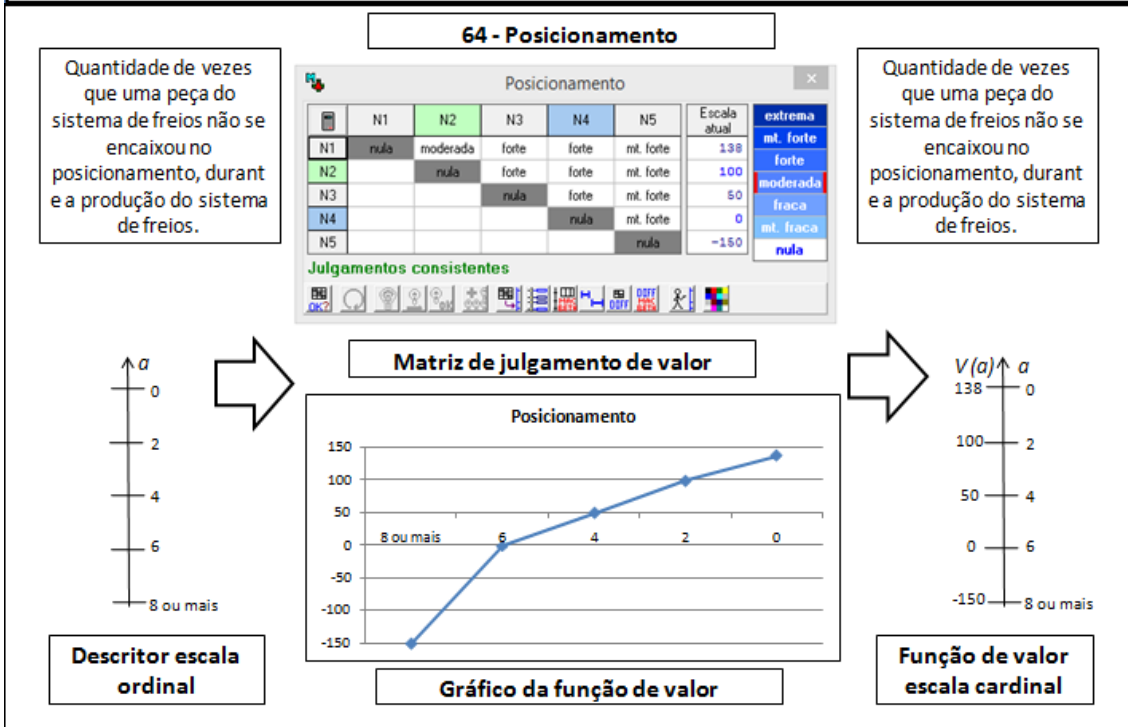 64 - Posicionamento
Quantidade de vezes
que uma peça do
sistema de freios não se
encaixou no
posicionamento, durant
e a produção do sistema
de freios.
Posicionamento
N1 N2 N3 N4 N5 Escala atual
N1 nula moderada forte forte mt. forte 138
N2 nula forte forte mt. forte 100
N3 nula forte mt. forte 50
N4 nula mt. forte 0
N5 nula -150
extrema
mt. forte
forte
moderada
fraca
mt. fraca
nula
Julgamentos consistentes
OK?
Quantidade de vezes
que uma peça do
sistema de freios não se
encaixou no
posicionamento, durant
e a produção do sistema
de freios.
a
0
2
4
6
8 ou mais
Descritor escala
ordinal
Matriz de julgamento de valor
Posicionamento
150
100
50
0
-50
-100
-150
8 ou mais 6 4 2 0
Gráfico da função de valor
V(a) a
138 0
100 2
50 4
0 6
-150 8 ou mais
Função de valor
escala cardinal